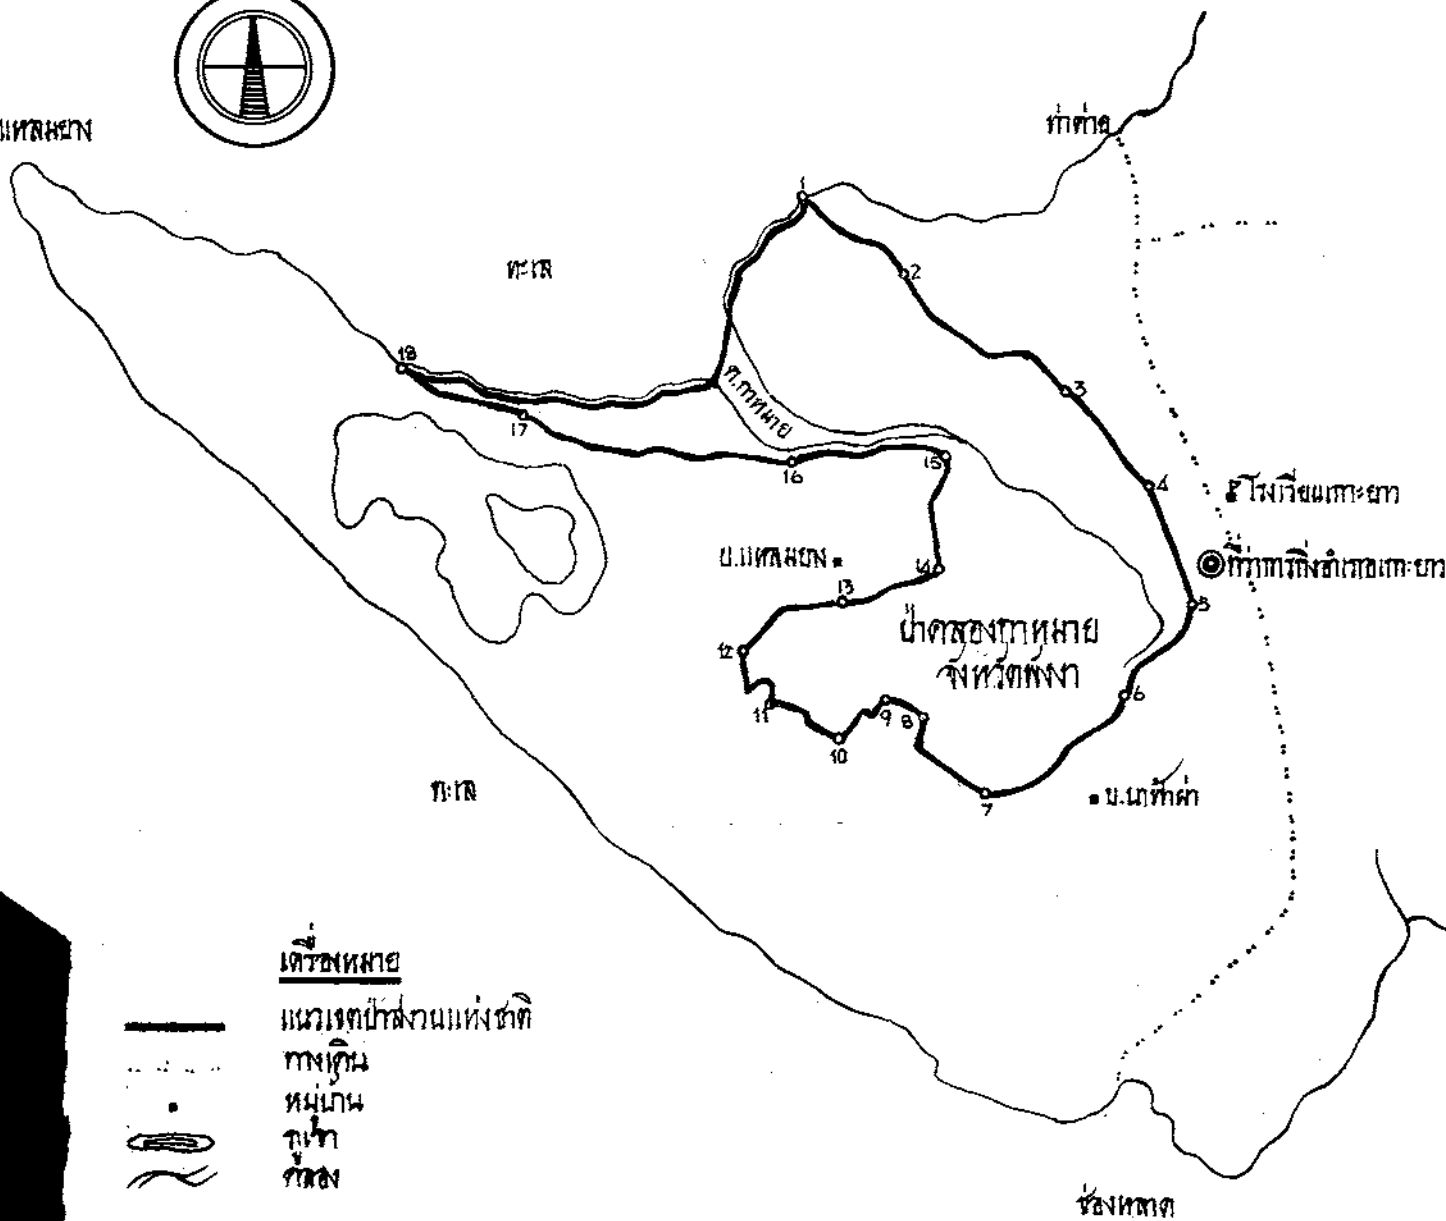 แหลมยาง
ท่าค่าย
1
ทะเล
2
18
3
ค.กาหมาย
17
15
16
4
โรงเรียนเกาะยาว
บ.แหลมยาง
14
ที่ว่าการกิ่งอำเภอเกาะยาว
13
5
ป่าคลองกาหมาย
จังหวัดพังงา
12
6
11
9
8
10
ทะเล
7
เครื่องหมาย
แนวเขตป่าสงวนแห่งชาติ
ทางเดิน
หมู่บ้าน
ภูเขา
คลอง
ช่องหลาด